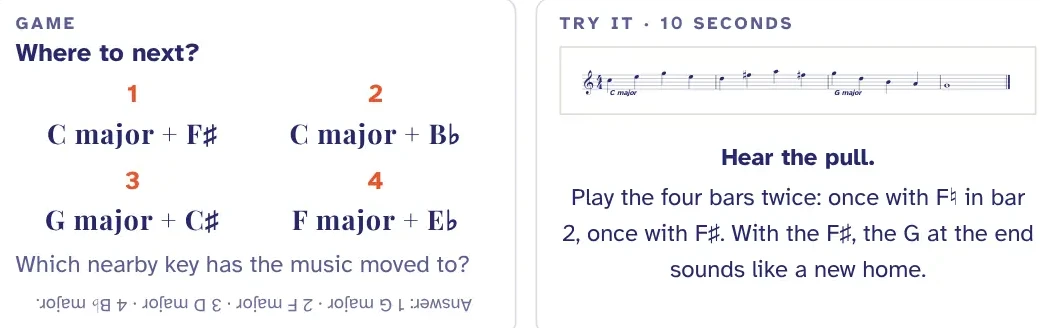 GAME
Where to next?
1
2
C major + F♯
C major + B♭
3
4
G major + C♯
F major + E♭
Which nearby key has the music moved to?
Answer: 1 G major · 2 F major · 3 D major · 4 B♭ major.
TRY IT · 10 SECONDS
C major
G major
Hear the pull.
Play the four bars twice: once with F♮ in bar
2, once with F♯. With the F♯, the G at the end
sounds like a new home.